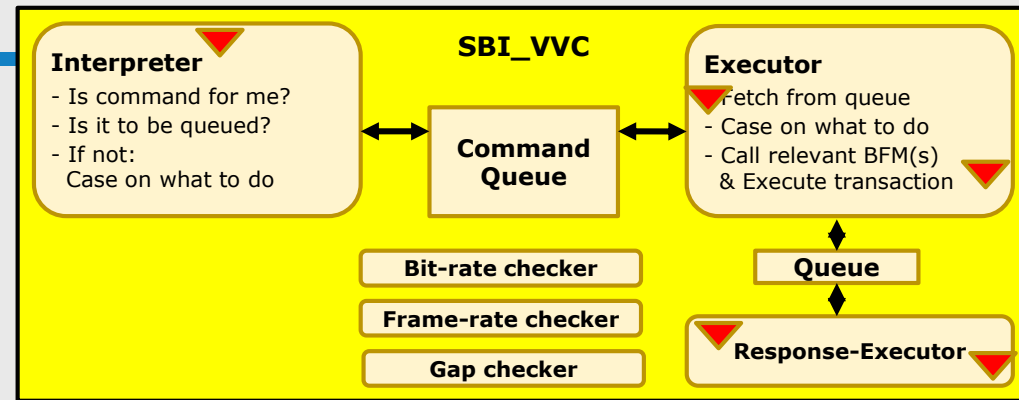 SBI_VVC
Interpreter
- Is command for me?
- Is it to be queued?
- If not:
Case on what to do
Command
Queue
Executor
Fetch from queue
- Case on what to do
- Call relevant BFM(s)
& Execute transaction
Bit-rate checker
Frame-rate checker
Gap checker
Queue
Response-Executor